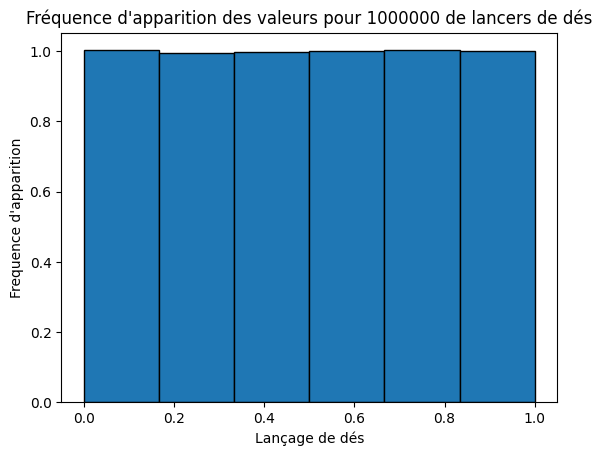 Fréquence d'apparition des valeurs pour 1000000 de lancers de dés
1.0
0.8
0.6
0.4
0.2
0.0
Frequence d'apparition
0.0 0.2 0.4 0.6 0.8 1.0
Lançage de dés